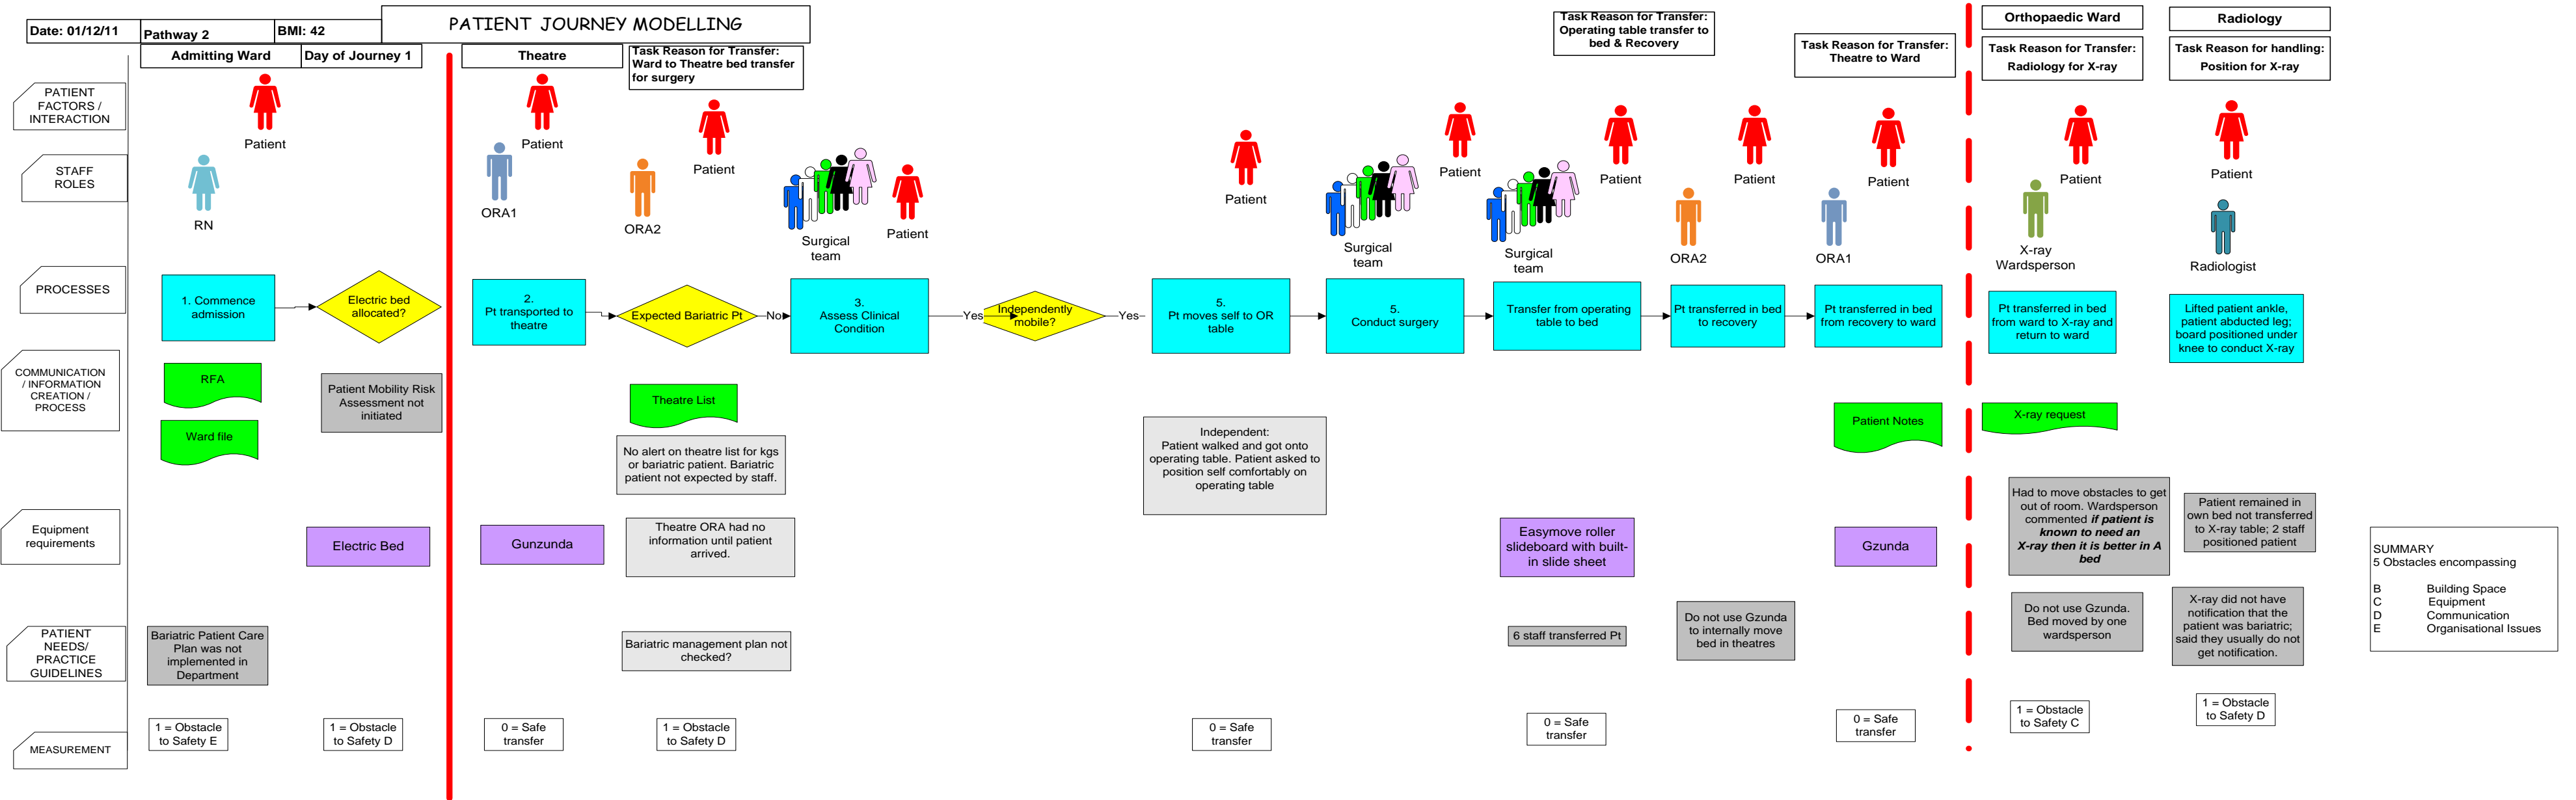 PATIENT JOURNEY MODELLING
Date: 01/12/11
Pathway 2
BMI: 42
Admitting Ward
Day of Journey 1
Theatre
Task Reason for Transfer:
Ward to Theatre bed transfer
for surgery
Task Reason for Transfer:
Operating table transfer to
bed & Recovery
Task Reason for Transfer:
Theatre to Ward
Orthopaedic Ward
Task Reason for Transfer:
Radiology for X-ray
Radiology
Task Reason for handling:
Position for X-ray
PATIENT
FACTORS /
INTERACTION
Patient
Patient
Patient
Patient
Patient
Patient
Patient
Patient
Patient
Patient
Patient
STAFF
ROLES
RN
ORA1
ORA2
Surgical
team
Surgical
team
Surgical
team
ORA2
ORA1
X-ray
Wardsperson
Radiologist
PROCESSES
1. Commence
admission
Electric bed
allocated?
2.
Pt transported to
theatre
Expected Bariatric Pt
No
3.
Assess Clinical
Condition
Yes
Independently
mobile?
Yes
5.
Pt moves self to OR
table
5.
Conduct surgery
Transfer from operating
table to bed
Pt transferred in bed
to recovery
Pt transferred in bed
from recovery to ward
Pt transferred in bed
from ward to X-ray and
return to ward
Lifted patient ankle,
patient abducted leg;
board positioned under
knee to conduct X-ray
COMMUNICATION
/ INFORMATION
CREATION /
PROCESS
RFA
Ward file
Patient Mobility Risk
Assessment not
initiated
Theatre List
No alert on theatre list for kgs
or bariatric patient. Bariatric
patient not expected by staff.
Independent:
Patient walked and got onto
operating table. Patient asked to
position self comfortably on
operating table
Patient Notes
X-ray request
Equipment
requirements
Electric Bed
Gunzunda
Theatre ORA had no
information until patient
arrived.
Easymove roller
slideboard with built-
in slide sheet
Gzunda
Had to move obstacles to get
out of room. Wardsperson
commented if patient is
known to need an
X-ray then it is better in A
bed
Patient remained in
own bed not transferred
to X-ray table; 2 staff
positioned patient
PATIENT
NEEDS/
PRACTICE
GUIDELINES
Bariatric Patient Care
Plan was not
implemented in
Department
Bariatric management plan not
checked?
6 staff transferred Pt
Do not use Gzunda
to internally move
bed in theatres
Do not use Gzunda.
Bed moved by one
wardsperson
X-ray did not have
notification that the
patient was bariatric;
said they usually do not
get notification.
MEASUREMENT
1 = Obstacle
to Safety E
1 = Obstacle
to Safety D
0 = Safe
transfer
1 = Obstacle
to Safety D
0 = Safe
transfer
0 = Safe
transfer
0 = Safe
transfer
1 = Obstacle
to Safety C
1 = Obstacle
to Safety D
SUMMARY
5 Obstacles encompassing
B Building Space
C Equipment
D Communication
E Organisational Issues